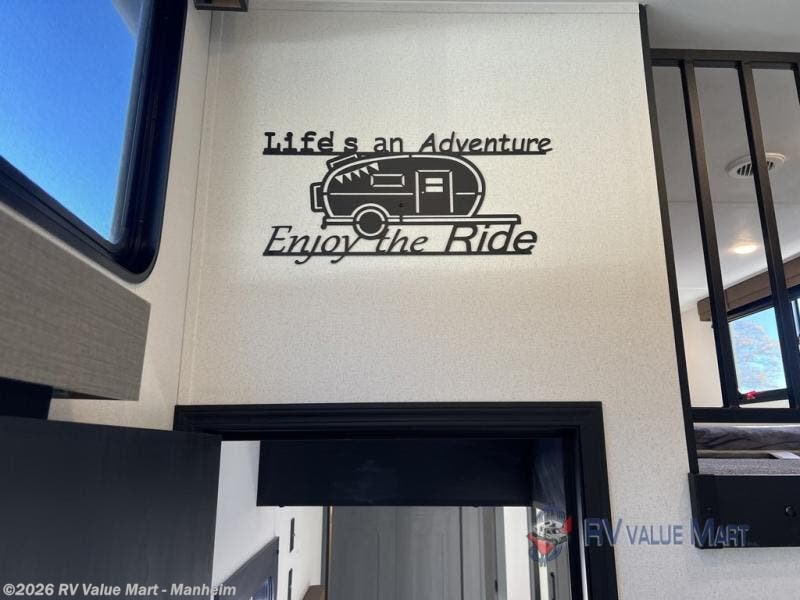 Life's an Adventure
Enjoy the Ride
RV Value Mart
©2026 RV Value Mart - Manheim